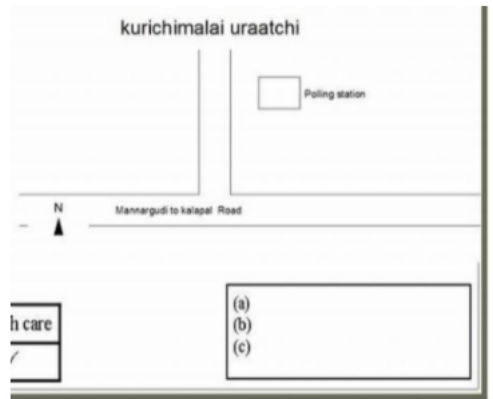 kurichimalai uraatchi
Polling station
N
Mannargudi to kalapal Road
h care
(a)
(b)
(c)